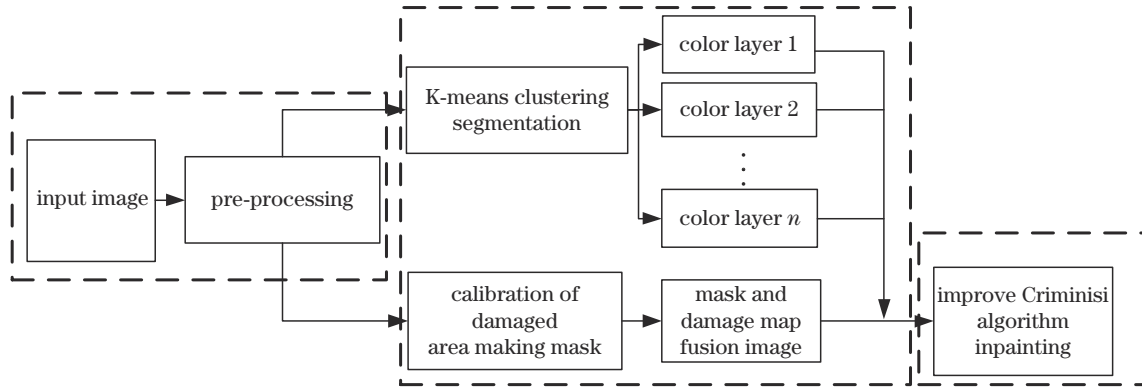 input image
pre-processing
K-means clustering
segmentation
color layer 1
color layer 2
color layer n
calibration of
damaged
area making mask
mask and
damage map
fusion image
improve Criminisi
algorithm
inpainting